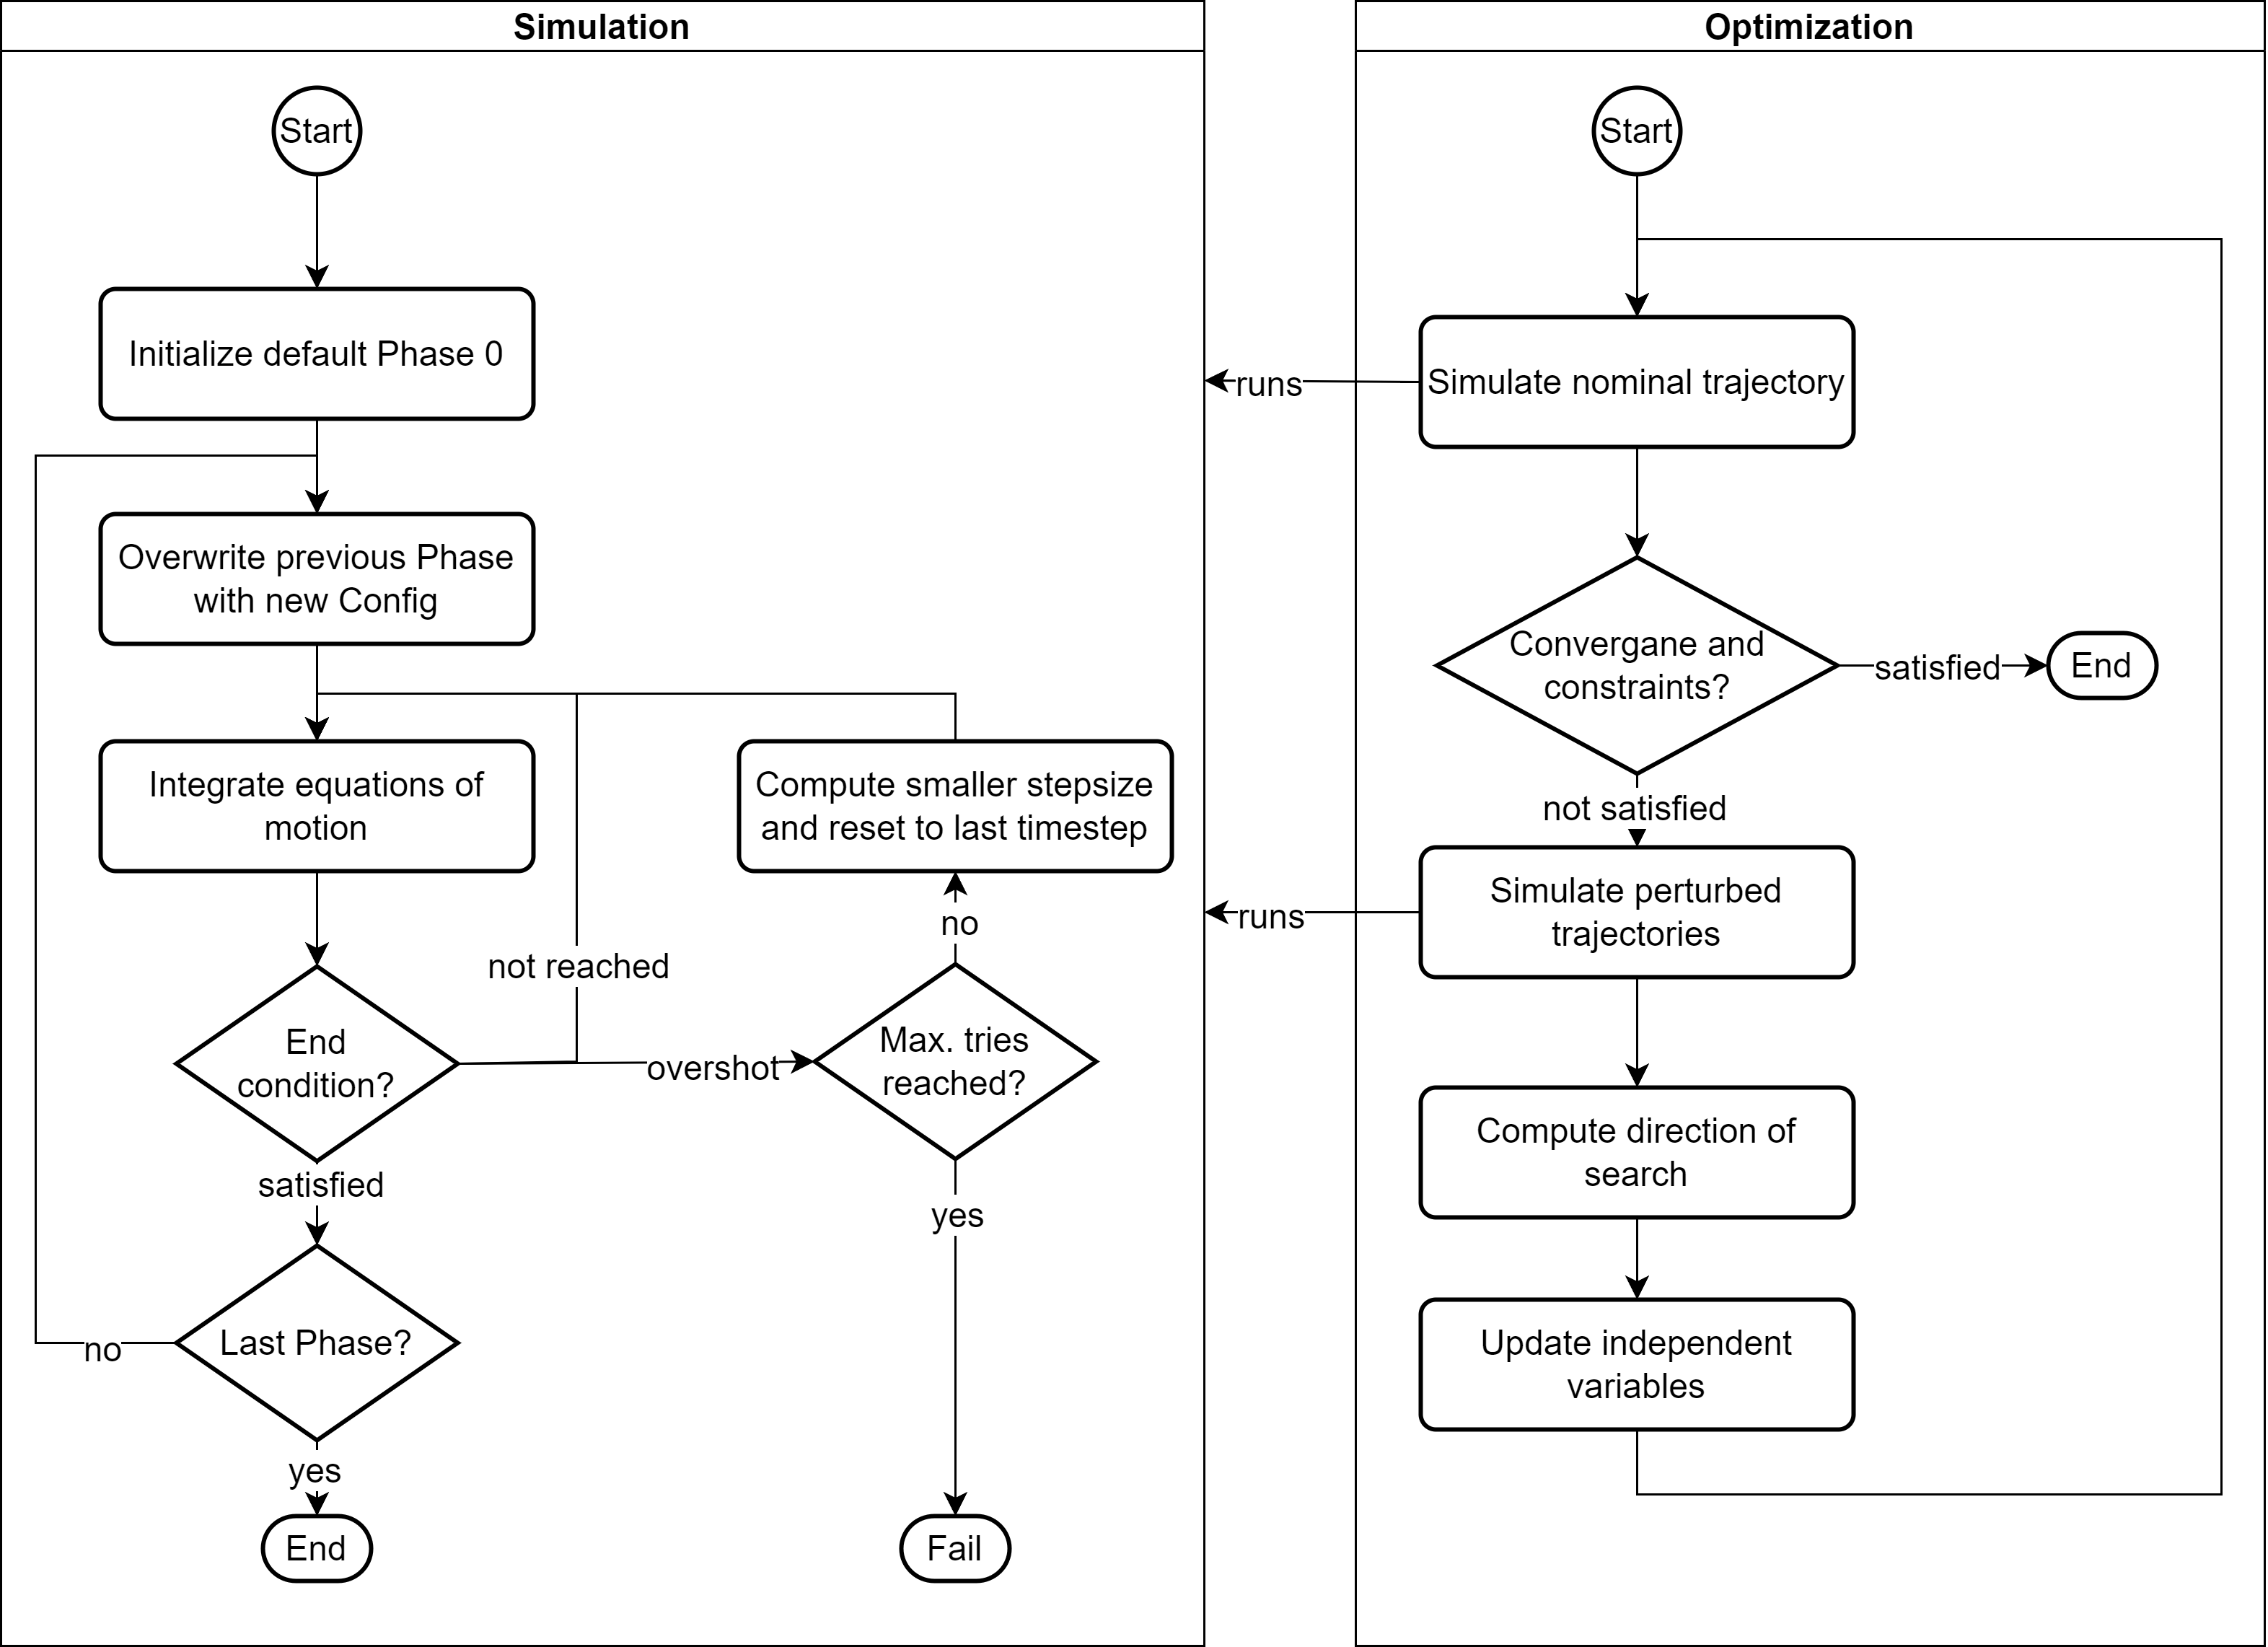 Simulation
Start
Initialize default Phase 0
Overwrite previous Phase
with new Config
Integrate equations of
motion
Compute smaller stepsize
and reset to last timestep
no
not reached
End
condition?
overshot
Max. tries
reached?
satisfied
yes
Last Phase?
no
yes
End
Fail
Optimization
Start
Simulate nominal trajectory
runs
Convergane and
constraints?
satisfied
End
not satisfied
Simulate perturbed
trajectories
runs
Compute direction of
search
Update independent
variables